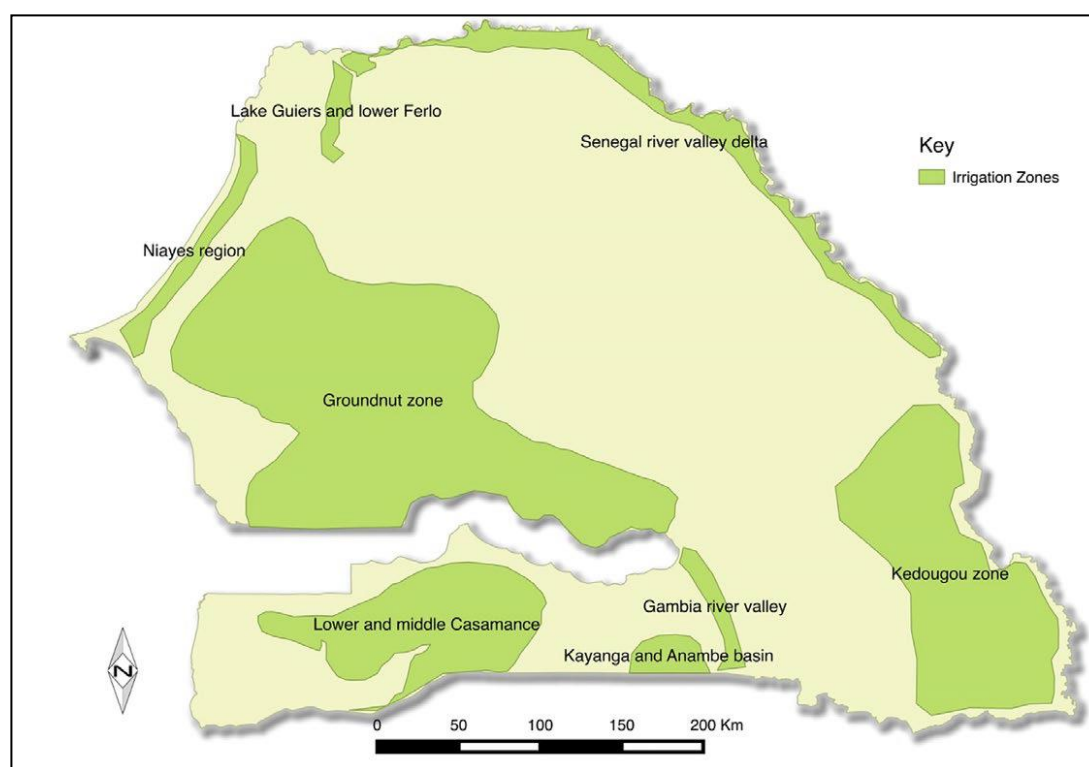 Lake Guiers and lower Ferlo
Senegal river valley delta
Key
Irrigation Zones
Niayes region
Groundnut zone
Kedougou zone
Gambia river valley
Lower and middle Casamance
Kayanga and Anambe basin
N
0 50 100 150 200 Km